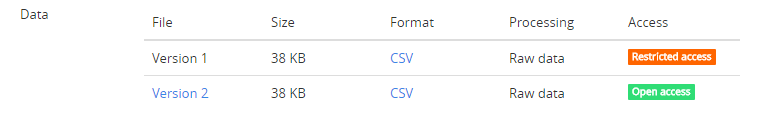 Data
File Size Format Processing Access
Version 1 38 KB CSV Raw data Restricted access
Version 2 38 KB CSV Raw data Open access